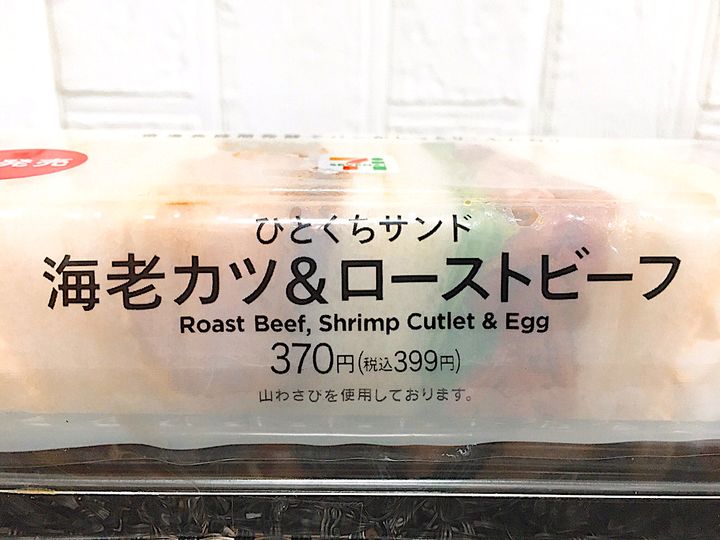 発売
ひとくちサンド
海老カツ&ローストビーフ
Roast Beef, Shrimp Cutlet & Egg
370円(税込399円)
山わさびを使用しております。